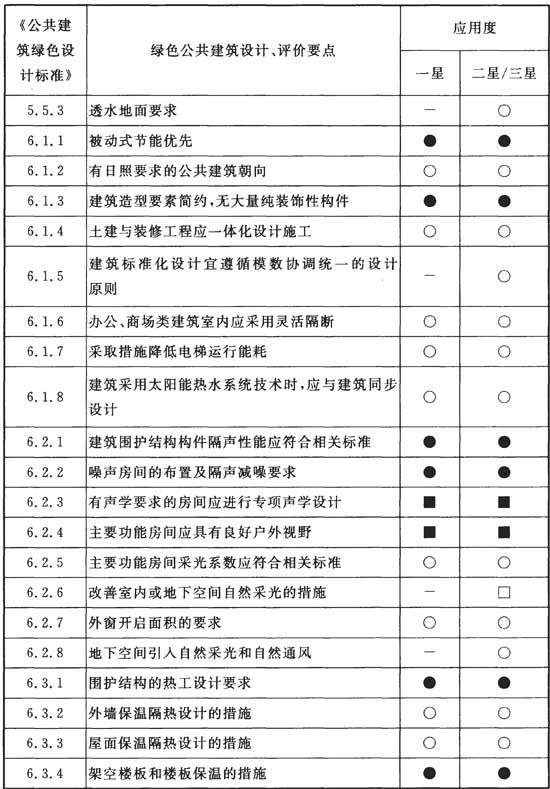 《公共建筑绿色设计标准》 绿色公共建筑设计、评价要点 应用度
一星 二星/三星
5.5.3 透水地面要求 — ○
6.1.1 被动式节能优先 ● ●
6.1.2 有日照要求的公共建筑朝向 ○ ○
6.1.3 建筑造型要素简约,无大量纯装饰性构件 ● ●
6.1.4 土建与装修工程应一体化设计施工 ○ ○
6.1.5 建筑标准化设计宜遵循模数协调统一的设计原则 — ○
6.1.6 办公、商场类建筑室内应采用灵活隔断 ○ ○
6.1.7 采取措施降低电梯运行能耗 ○ ○
6.1.8 建筑采用太阳能热水系统技术时,应与建筑同步设计 ○ ○
6.2.1 建筑围护结构构件隔声性能应符合相关标准 ● ●
6.2.2 噪声房间的布置及隔声减噪要求 ● ●
6.2.3 有声学要求的房间应进行专项声学设计 ■ ■
6.2.4 主要功能房间应具有良好户外视野 ■ ■
6.2.5 主要功能房间采光系数应符合相关标准 ○ ○
6.2.6 改善室内或地下空间自然采光的措施 — □
6.2.7 外窗开启面积的要求 ○ ○
6.2.8 地下空间引入自然采光和自然通风 — ○
6.3.1 围护结构的热工设计要求 ● ●
6.3.2 外墙保温隔热设计的措施 ○ ○
6.3.3 屋面保温隔热设计的措施 ○ ○
6.3.4 架空楼板和楼板保温的措施 ● ●